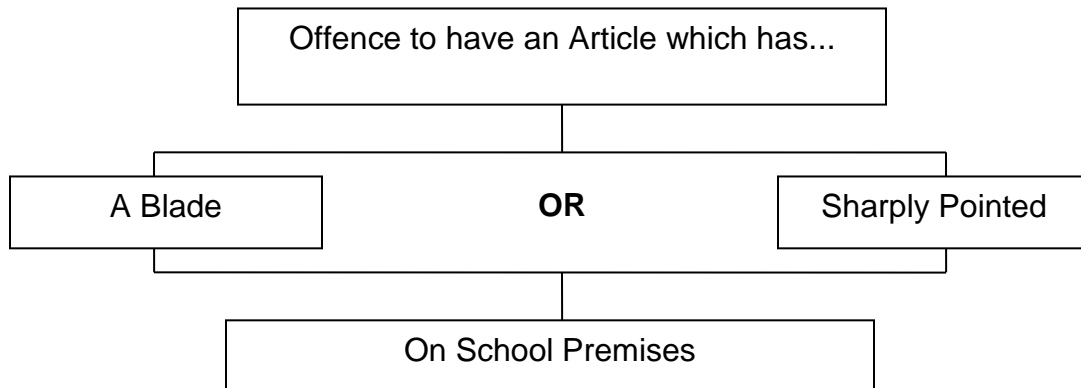 Offence to have an Article which has...
A Blade
OR
Sharply Pointed
On School Premises